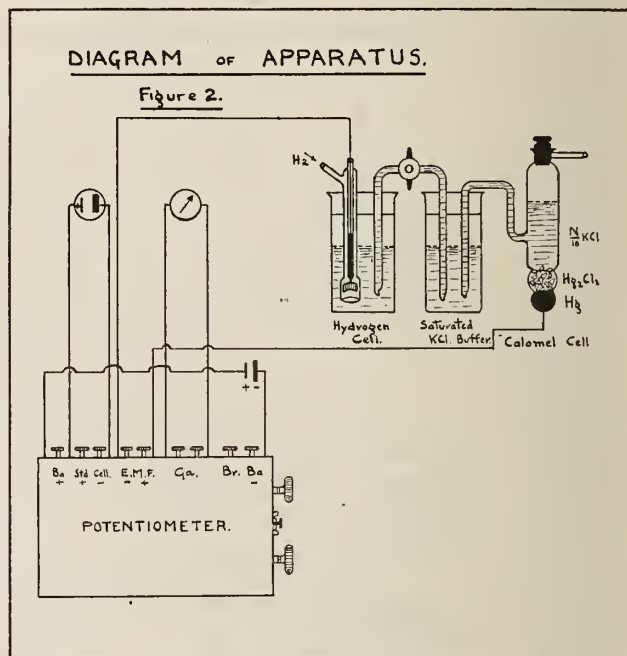 DIAGRAM OF APPARATUS.
Figure 2.
H2
N/10 KCl
Hg2Cl2
Hg
Hydrogen Cell.
Saturated KCl. Buffer.
Calomel Cell
+ -
Ba + Std + Cell. - E.M.F. - + Ga. Br. Ba -
POTENTIOMETER.